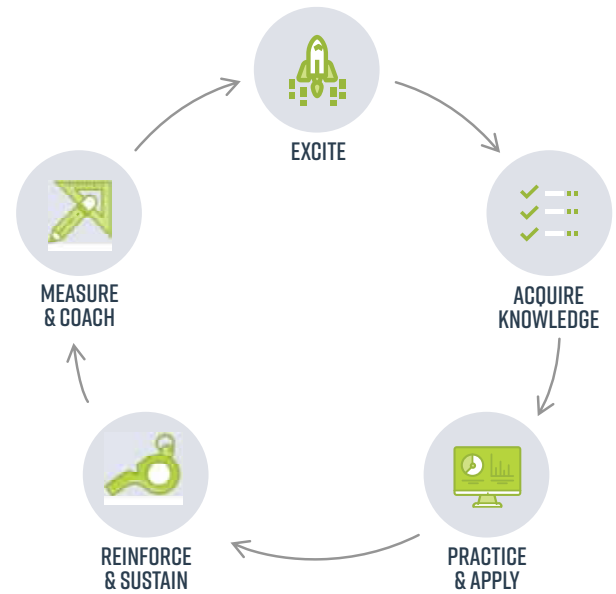 EXCITE
ACQUIRE
KNOWLEDGE
PRACTICE
& APPLY
REINFORCE
& SUSTAIN
MEASURE
& COACH